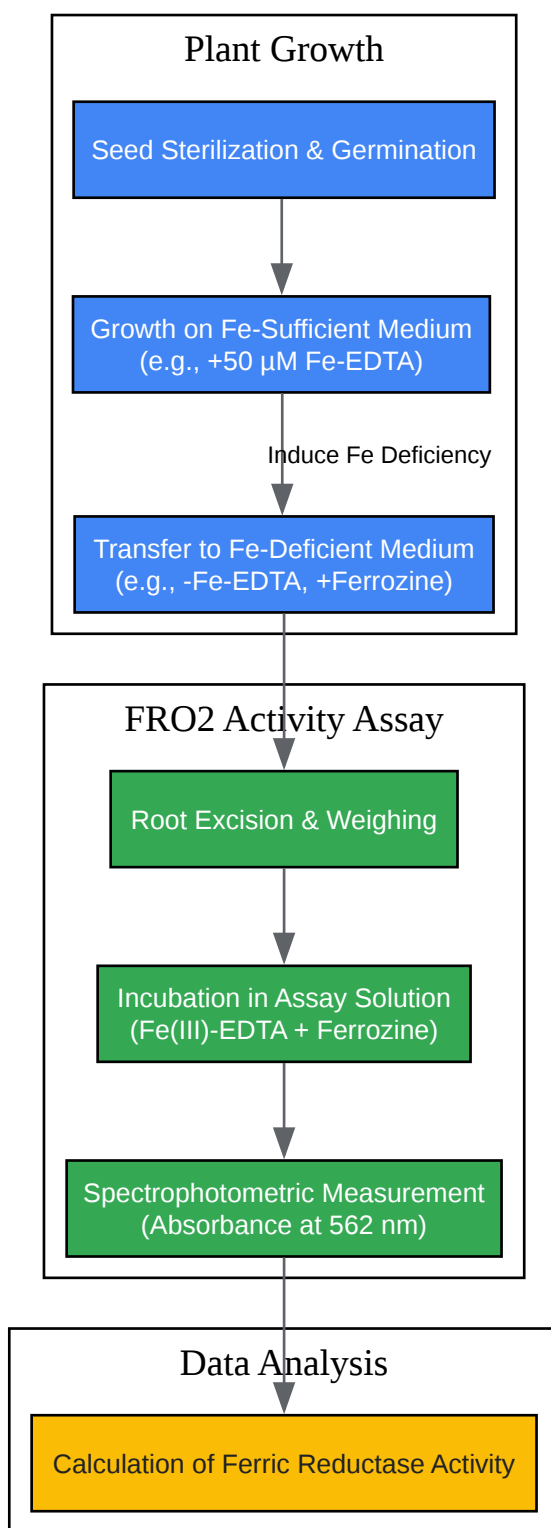 Plant Growth
Seed Sterilization & Germination
Growth on Fe-Sufficient Medium
(e.g., +50 µM Fe-EDTA)
Induce Fe Deficiency
Transfer to Fe-Deficient Medium
(e.g., -Fe-EDTA, +Ferrozine)
FRO2 Activity Assay
Root Excision & Weighing
Incubation in Assay Solution
(Fe(III)-EDTA + Ferrozine)
Spectrophotometric Measurement
(Absorbance at 562 nm)
Data Analysis
Calculation of Ferric Reductase Activity